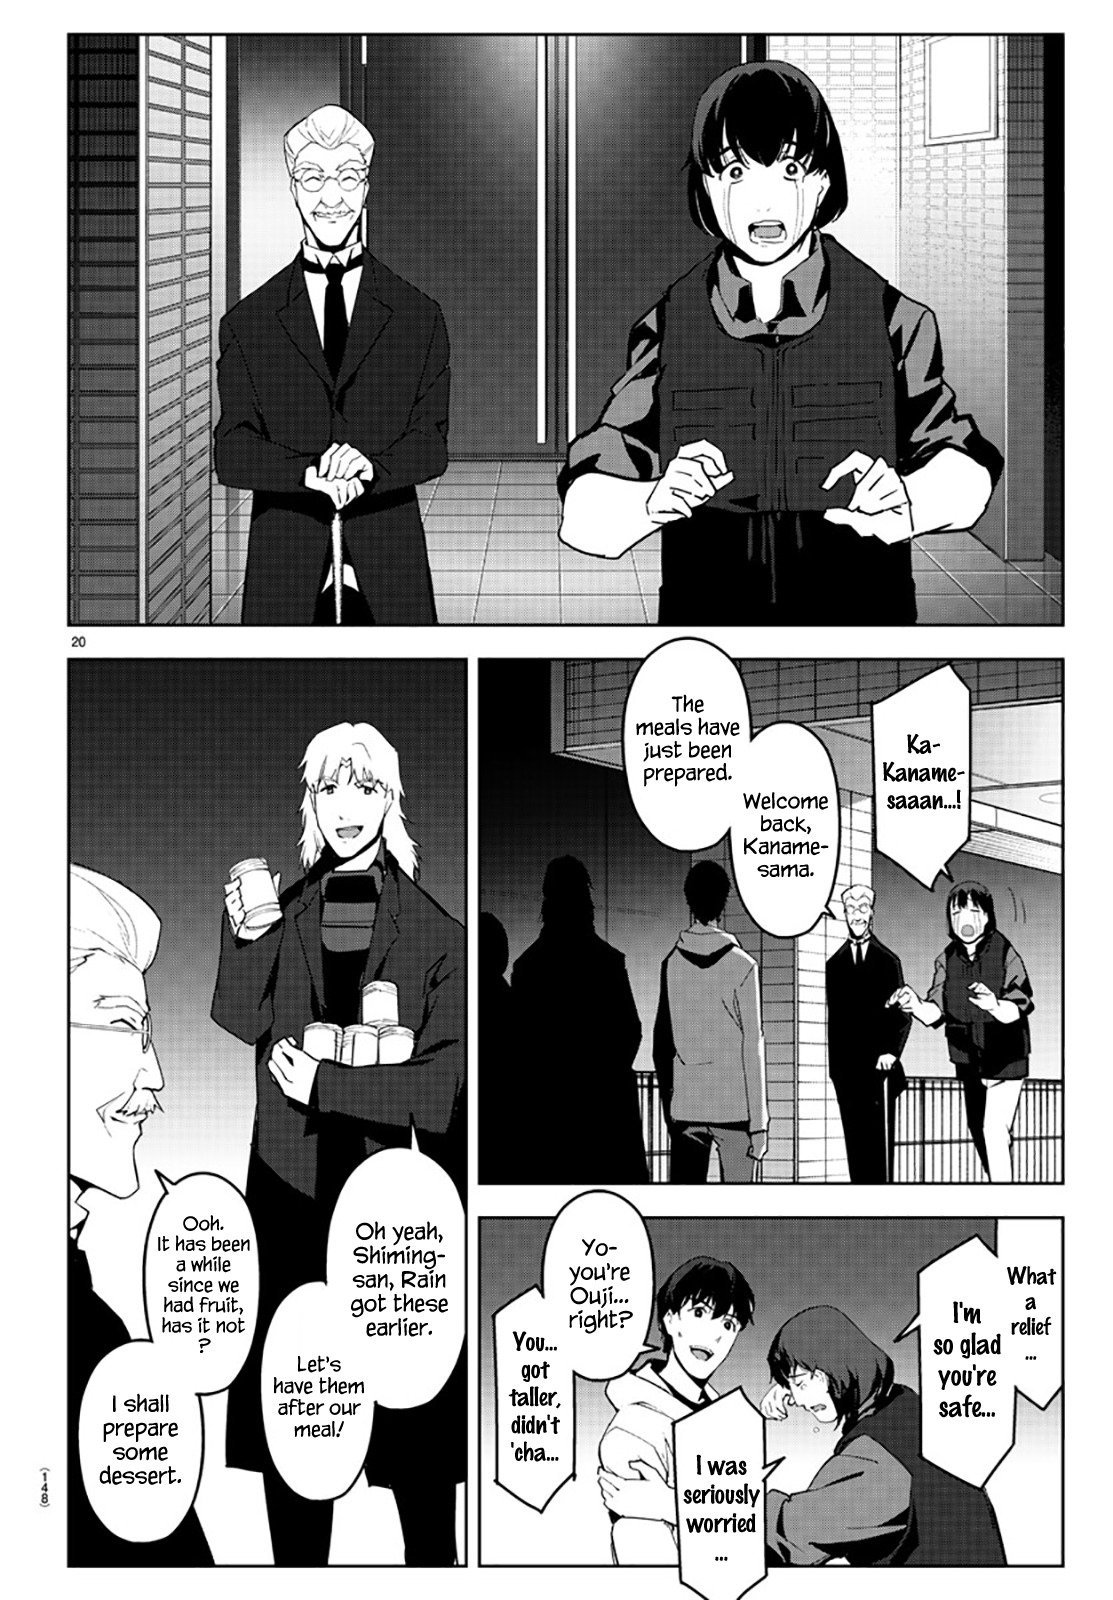 20
Ka-
Kaname-
saaan...!
Welcome
back,
Kaname-
sama.
The
meals have
just been
prepared.
Oh yeah,
Shiming-
san, Rain
got these
earlier.
Let's
have them
after our
meal!
Ooh.
It has been
a while
since we
had fruit,
has it not
?
I shall
prepare
some
dessert.
What
a
relief
...
I'm
so glad
you're
safe...
I was
seriously
worried
...
Yo-
you're
Ouji...
right?
You...
got
taller,
didn't
'cha...
(148)